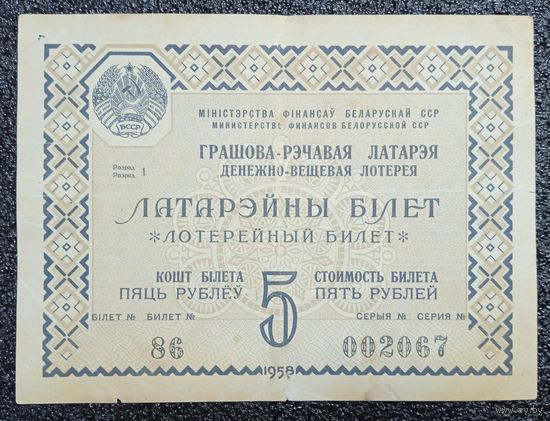 БССР
МІНІСТЭРСТВА ФІНАНСАЎ БЕЛАРУСКАЙ ССР
МИНИСТЕРСТВО ФИНАНСОВ БЕЛОРУССКОЙ ССР
ГРАШОВА-РЭЧАВАЯ ЛАТАРЭЯ
ДЕНЕЖНО-ВЕЩЕВАЯ ЛОТЕРЕЯ
Разрад 1
Разряд
ЛАТАРЭЙНЫ БІЛЕТ
*ЛОТЕРЕЙНЫЙ БИЛЕТ*
КОШТ БІЛЕТА 5 СТОИМОСТЬ БИЛЕТА
ПЯЦЬ РУБЛЁЎ ПЯТЬ РУБЛЕЙ
БІЛЕТ № БИЛЕТ № СЕРЫЯ № СЕРИЯ №
86 002067
1958